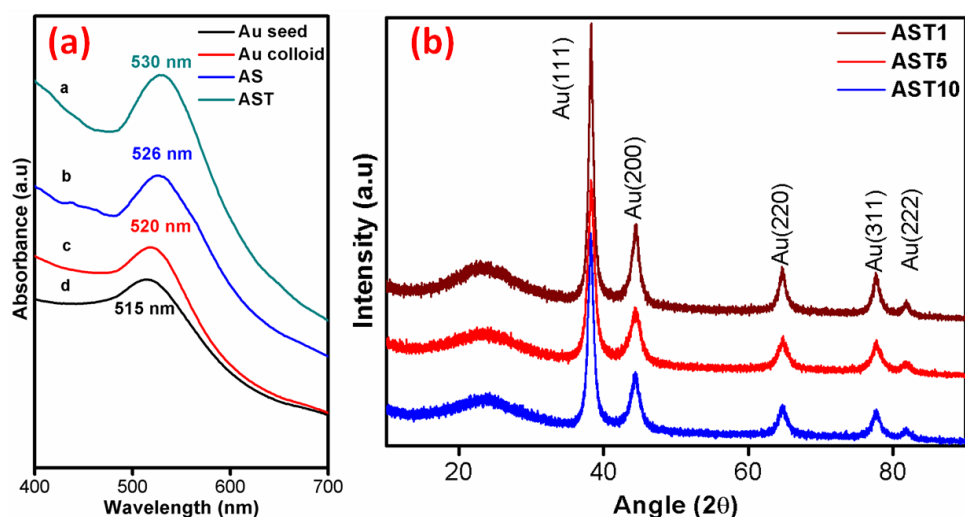 (a)
Au seed
Au colloid
AS
AST
530 nm
a
526 nm
b
520 nm
c
d
515 nm
Absorbance (a.u)
400 500 600 700
Wavelength (nm)
(b)
AST1
AST5
AST10
Au(111)
Au(200)
Au(220)
Au(311)
Au(222)
Intensity (a.u)
20 40 60 80
Angle (2θ)